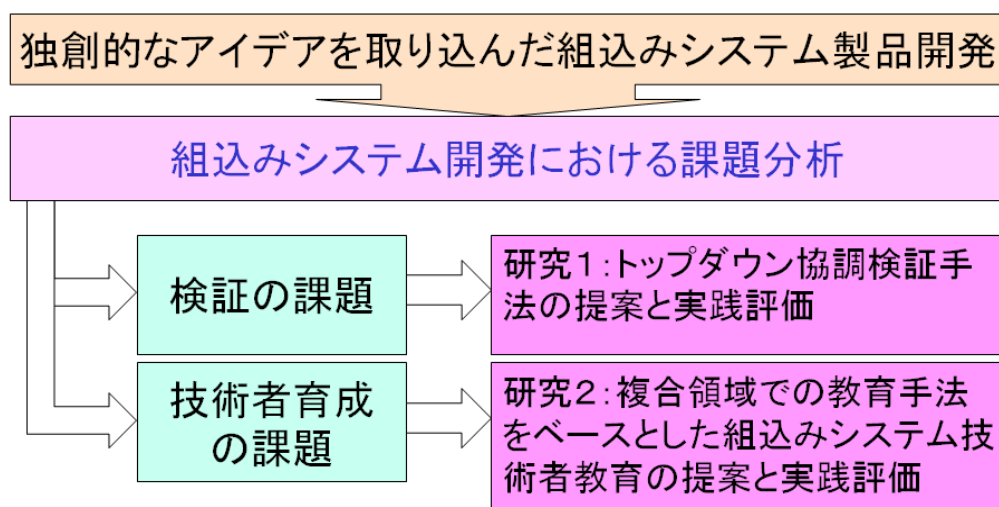 独創的なアイデアを取り込んだ組込みシステム製品開発
組込みシステム開発における課題分析
検証の課題
研究１：トップダウン協調検証手
法の提案と実践評価
技術者育成
の課題
研究２：複合領域での教育手法
をベースとした組込みシステム技
術者教育の提案と実践評価